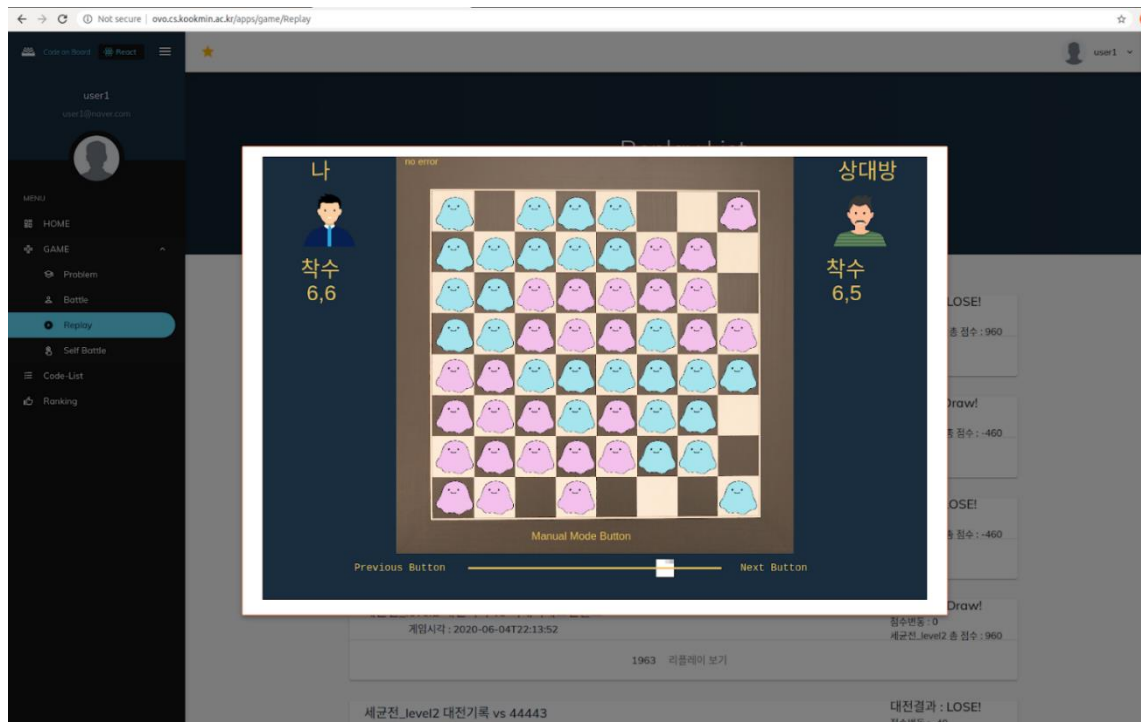 Not secure | ovo.cs.kookmin.ac.kr/apps/game/Replay
Code on Board React
user1
user1
user1@naver.com
MENU
HOME
GAME
Problem
Battle
Replay
Self Battle
Code-List
Ranking
나
no error
상대방
착수
6,6
착수
6,5
Manual Mode Button
Previous Button
Next Button
LOSE!
총 점수 : 960
Draw!
총 점수 : -460
LOSE!
총 점수 : -460
Draw!
점수변동 : 0
게임시각 : 2020-06-04T22:13:52
세균전_level2 총 점수 : 960
1963 리플레이 보기
세균전_level2 대전기록 vs 44443
대전결과 : LOSE!